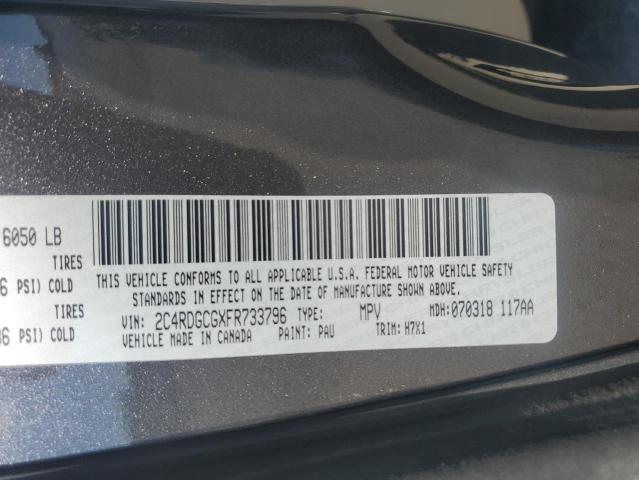 6050 LB
TIRES
6 PSI) COLD
TIRES
36 PSI) COLD
THIS VEHICLE CONFORMS TO ALL APPLICABLE U.S.A. FEDERAL MOTOR VEHICLE SAFETY
STANDARDS IN EFFECT ON THE DATE OF MANUFACTURE SHOWN ABOVE.
VIN: 2C4RDGCGXFR733796 TYPE: MPV MDH: 070318 117AA
VEHICLE MADE IN CANADA PAINT: PAU TRIM: H7X1